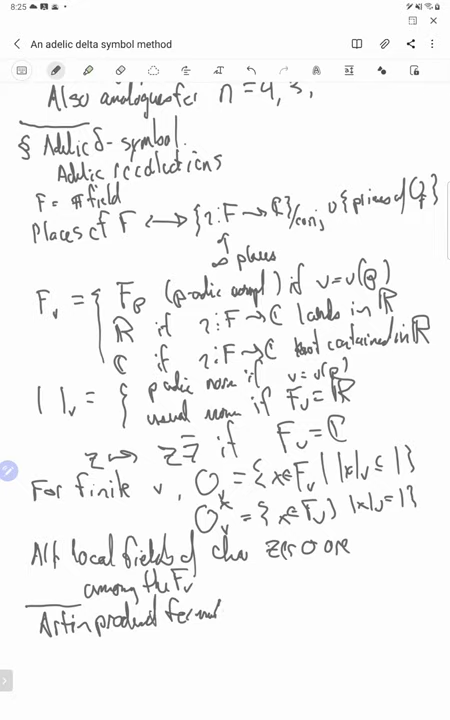 8:25
An adelic delta symbol method
Also analogues for n = 4, 3,
§ Adelic δ-symbol.
Adelic recollections
F = # field
Places of F ↔ {ι: F → ℂ}/conj ∪ {primes of O_F}
↑
∞ places
F_v = { F_p (p-adic compl) if v = v(p)
ℝ if ι: F → ℂ lands in ℝ
ℂ if ι: F → ℂ not contained in ℝ
| |_v = { p-adic norm if v = v(p)
usual norm if F_v = ℝ
z ↦ z z̄ if F_v = ℂ
For finite v, O_v = {x ∈ F_v | |x|_v ≤ 1}
O_v^× = {x ∈ F_v | |x|_v = 1}
All local fields of char zero are
among the F_v
Artin product formul